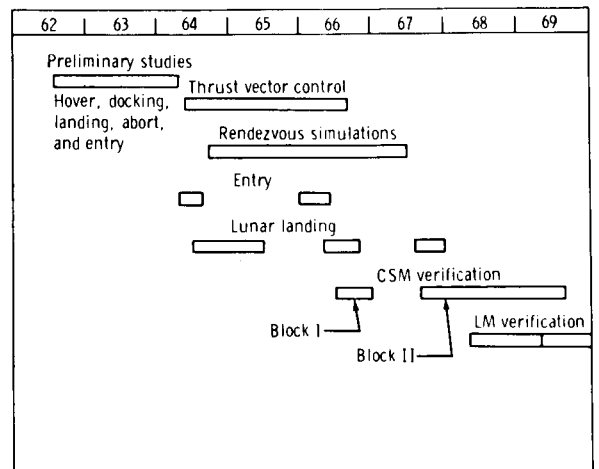 62 63 64 65 66 67 68 69
Preliminary studies
Hover, docking,
landing, abort,
and entry
Thrust vector control
Rendezvous simulations
Entry
Lunar landing
CSM verification
Block I
Block II
LM verification